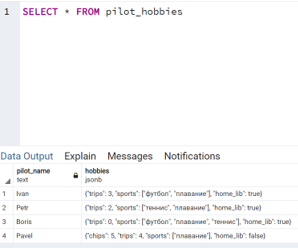 1 SELECT * FROM pilot_hobbies
Data Output Explain Messages Notifications
pilot_name hobbies
text jsonb
1 Ivan {"trips": 3, "sports": ["футбол", "плавание"], "home_lib": true}
2 Petr {"trips": 2, "sports": ["теннис", "плавание"], "home_lib": true}
3 Boris {"trips": 0, "sports": ["футбол", "плавание", "теннис"], "home_lib": true}
4 Pavel {"chips": 5, "trips": 4, "sports": ["плавание"], "home_lib": false}